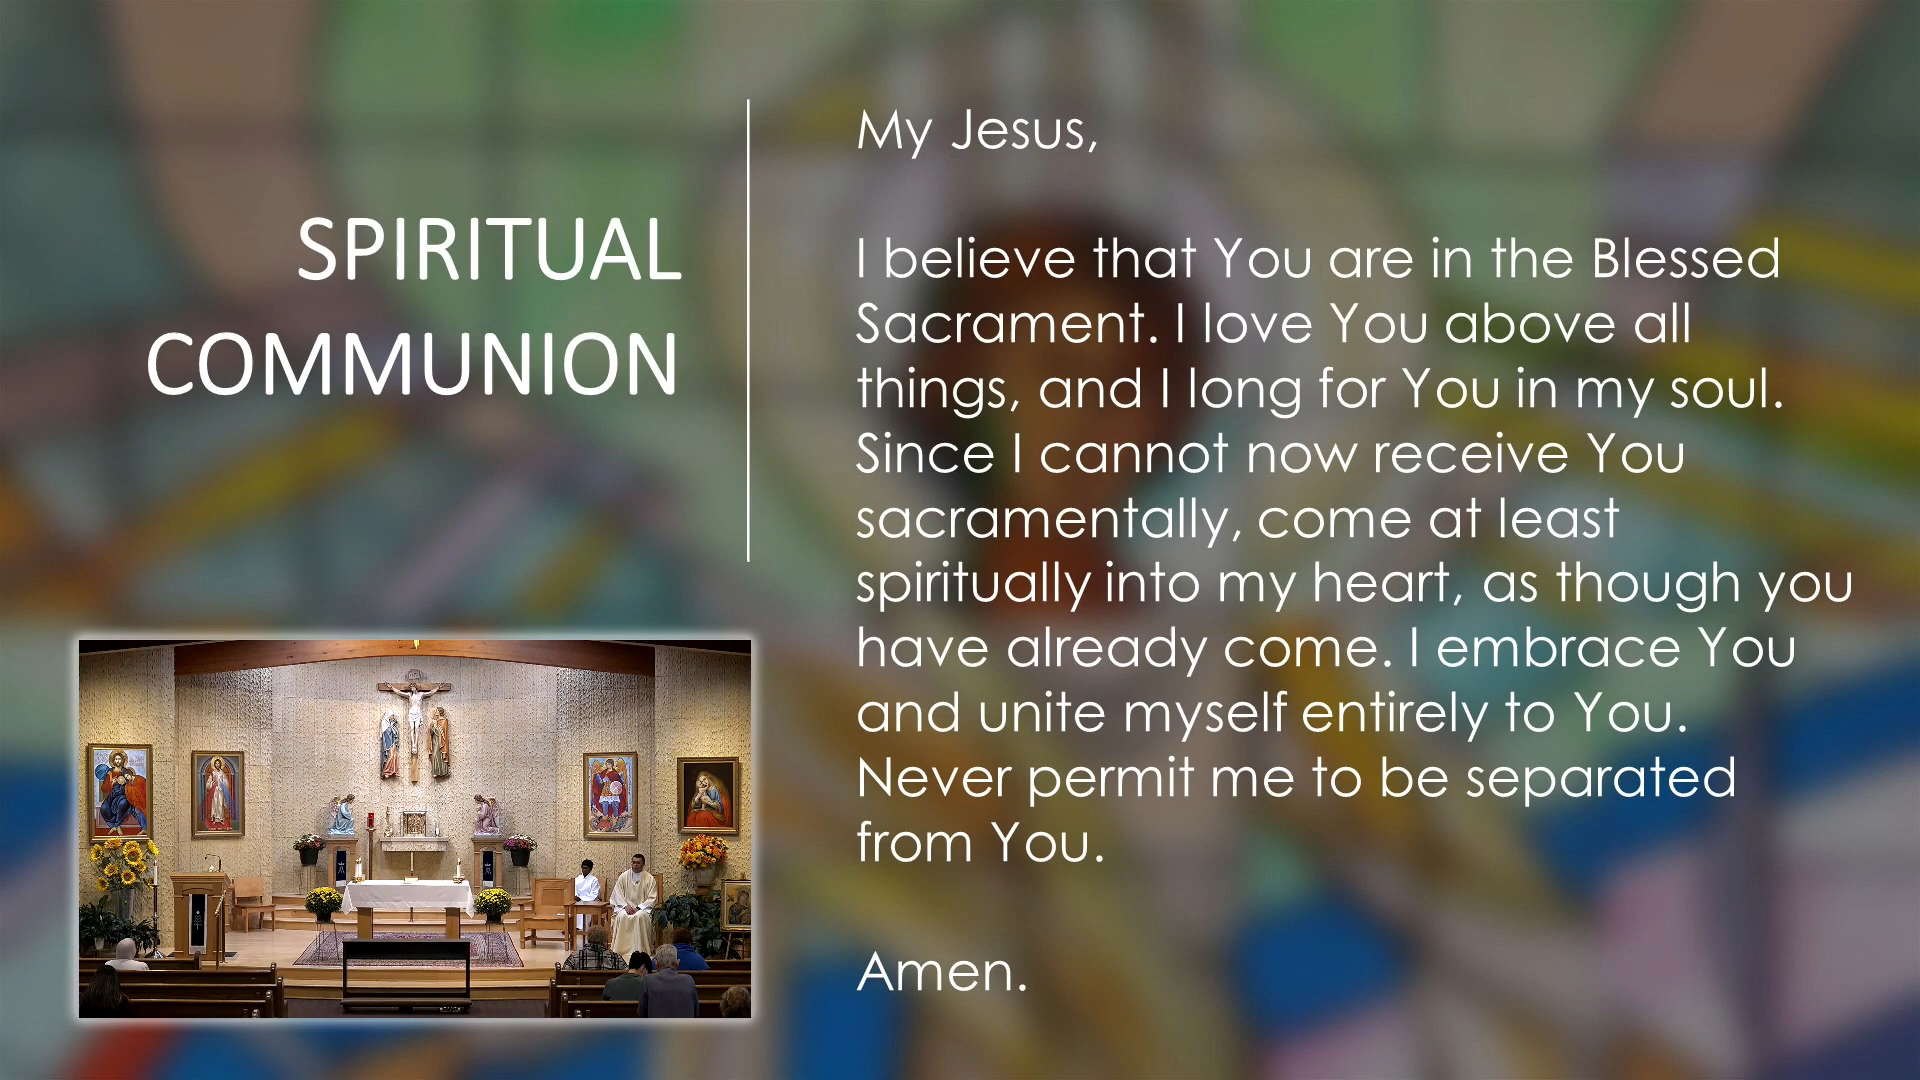 SPIRITUAL
COMMUNION
My Jesus,
I believe that You are in the Blessed
Sacrament. I love You above all
things, and I long for You in my soul.
Since I cannot now receive You
sacramentally, come at least
spiritually into my heart, as though you
have already come. I embrace You
and unite myself entirely to You.
Never permit me to be separated
from You.
Amen.